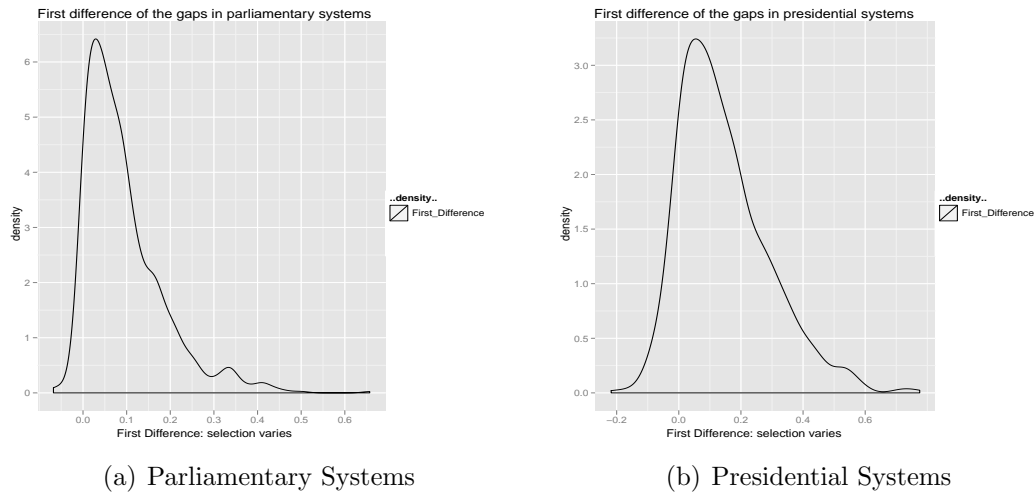 First difference of the gaps in parliamentary systems
6
5
4
3
2
1
0
density
0.0 0.1 0.2 0.3 0.4 0.5 0.6
First Difference: selection varies
..density..
First_Difference
(a) Parliamentary Systems
First difference of the gaps in presidential systems
3.0
2.5
2.0
1.5
1.0
0.5
0.0
density
−0.2 0.0 0.2 0.4 0.6
First Difference: selection varies
..density..
First_Difference
(b) Presidential Systems